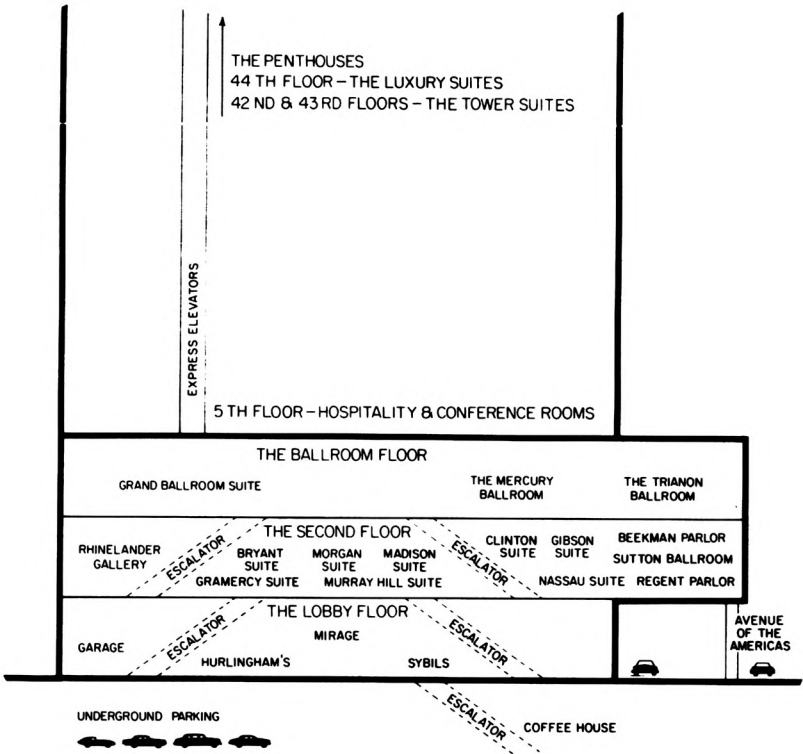 THE PENTHOUSES
44 TH FLOOR – THE LUXURY SUITES
42 ND & 43 RD FLOORS – THE TOWER SUITES
EXPRESS ELEVATORS
5 TH FLOOR – HOSPITALITY & CONFERENCE ROOMS
THE BALLROOM FLOOR
GRAND BALLROOM SUITE
THE MERCURY
BALLROOM
THE TRIANON
BALLROOM
THE SECOND FLOOR
RHINELANDER
GALLERY
ESCALATOR
BRYANT
SUITE
MORGAN
SUITE
MADISON
SUITE
GRAMERCY SUITE
MURRAY HILL SUITE
ESCALATOR
CLINTON
SUITE
GIBSON
SUITE
BEEKMAN PARLOR
SUTTON BALLROOM
NASSAU SUITE
REGENT PARLOR
THE LOBBY FLOOR
GARAGE
ESCALATOR
MIRAGE
HURLINGHAM'S
SYBILS
ESCALATOR
AVENUE
OF THE
AMERICAS
UNDERGROUND PARKING
ESCALATOR
COFFEE HOUSE